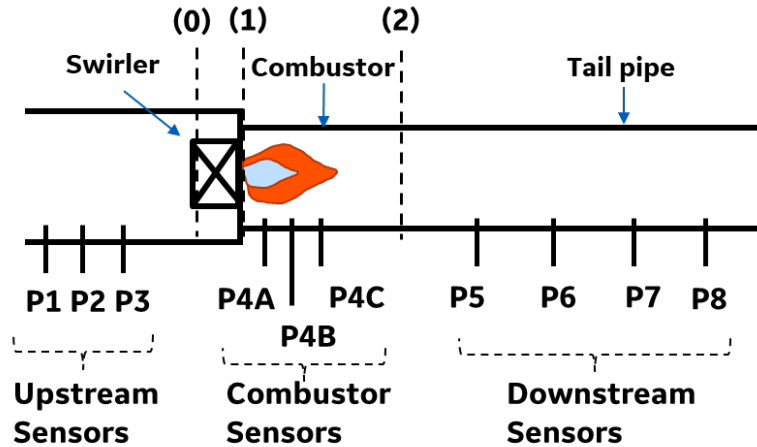 (0) (1) (2)
Swirler Combustor Tail pipe
P1 P2 P3 P4A P4C P5 P6 P7 P8
P4B
Upstream Combustor Downstream
Sensors Sensors Sensors